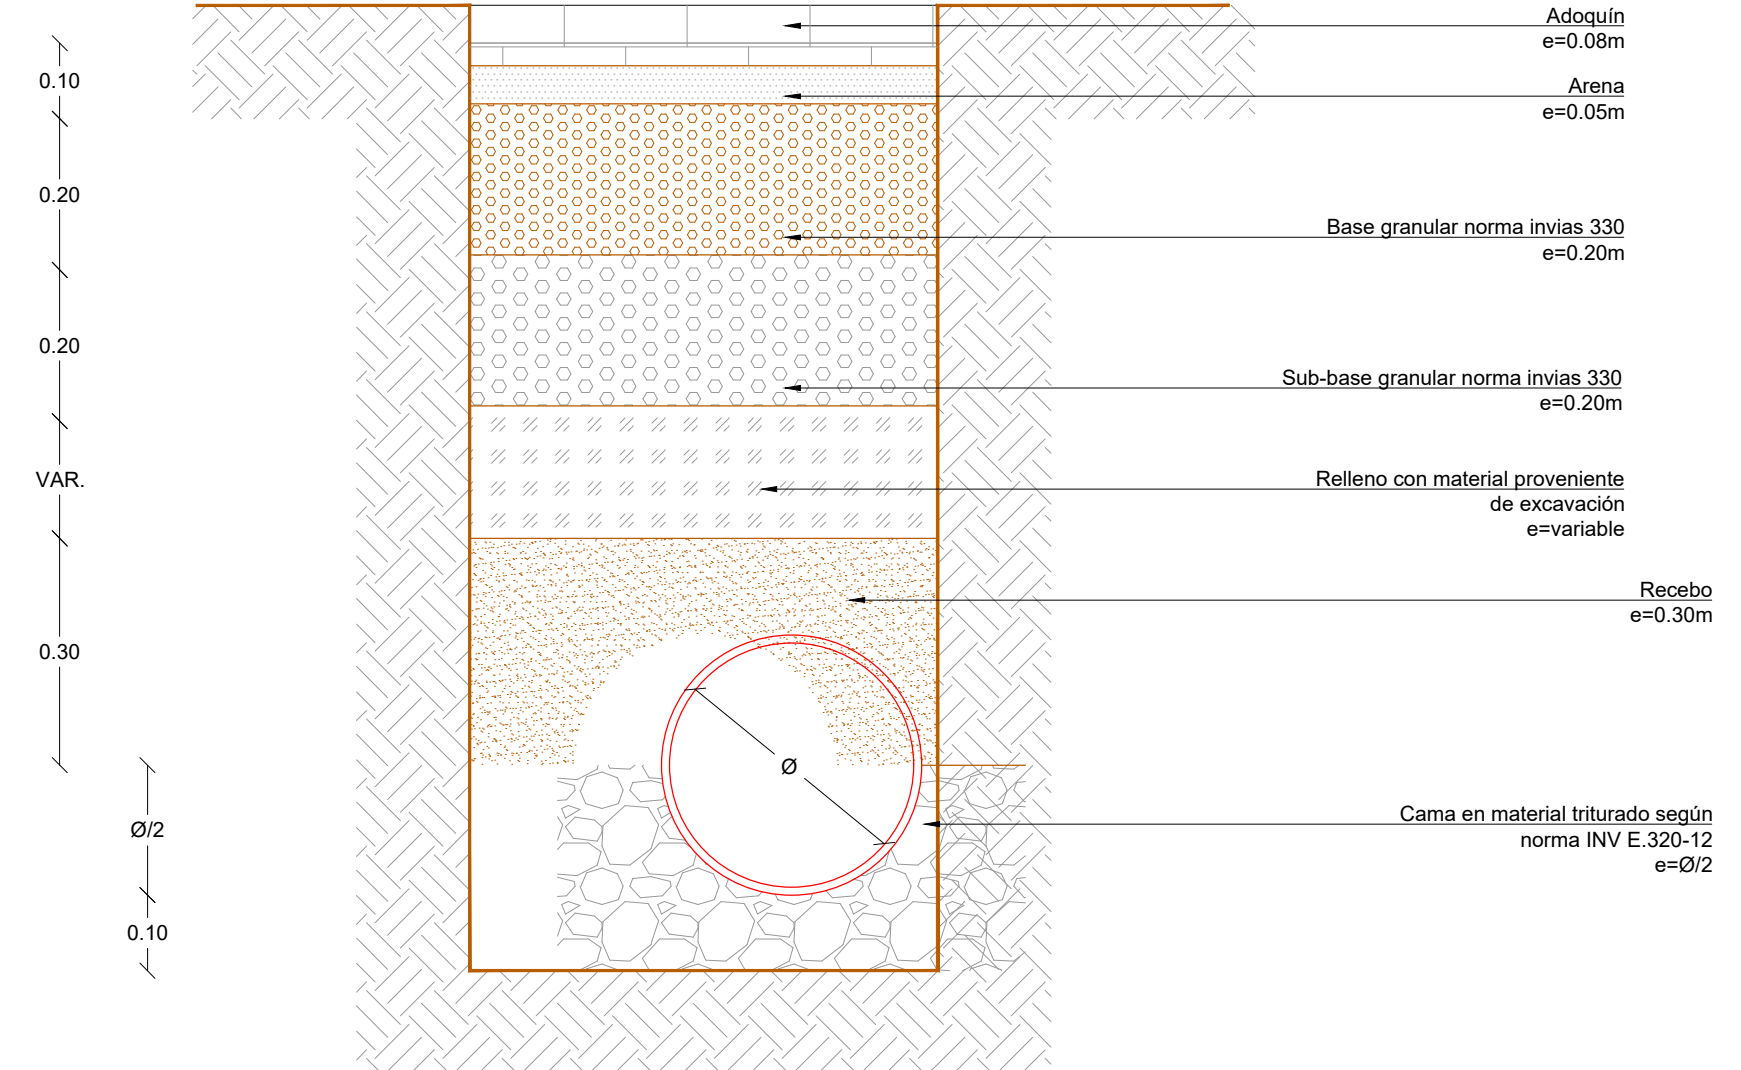 Adoquín
e=0.08m
0.10
Arena
e=0.05m
0.20
Base granular norma invias 330
e=0.20m
0.20
Sub-base granular norma invias 330
e=0.20m
VAR.
Relleno con material proveniente
de excavación
e=variable
Recebo
e=0.30m
0.30
Ø
Ø/2
Cama en material triturado según
norma INV E.320-12
e=Ø/2
0.10